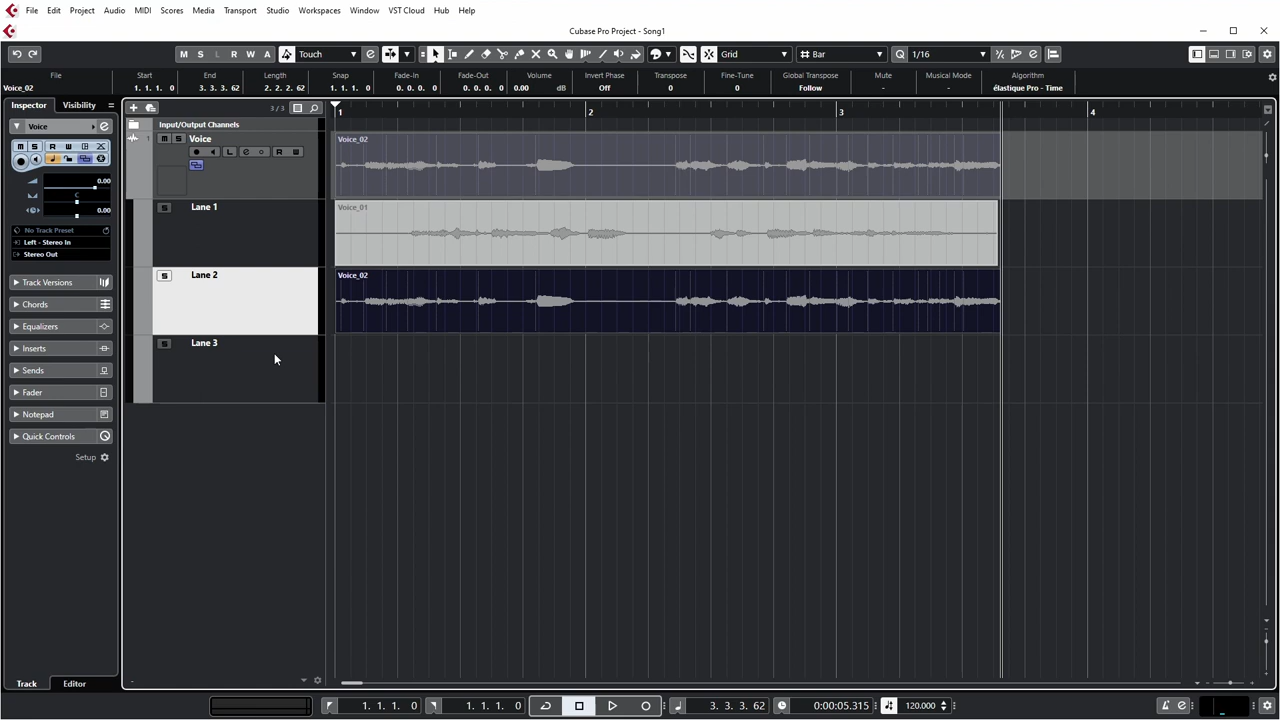 File Edit Project Audio MIDI Scores Media Transport Studio Workspaces Window VST Cloud Hub Help
Cubase Pro Project - Song1
M S L R W A Touch Grid Bar Q 1/16
File Start End Length Snap Fade-In Fade-Out Volume Invert Phase Transpose Fine-Tune Global Transpose Mute Musical Mode Algorithm
Voice_02 1. 1. 1. 0 3. 3. 3. 62 2. 2. 2. 62 1. 1. 1. 0 0. 0. 0. 0 0. 0. 0. 0 0.00 dB Off 0 0 Follow - - élastique Pro - Time
Inspector Visibility 3 / 3 1 2 3 4
Voice
Input/Output Channels
1 Voice
M S
Voice_02
M S R W
L e R W
0.00
C
0.00
No Track Preset
Left - Stereo In
Stereo Out
S Lane 1
Voice_01
S Lane 2
Voice_02
S Lane 3
Track Versions
Chords
Equalizers
Inserts
Sends
Fader
Notepad
Quick Controls
Setup
Track Editor
1. 1. 1. 0 1. 1. 1. 0 3. 3. 3. 62 0:00:05.315 120.000